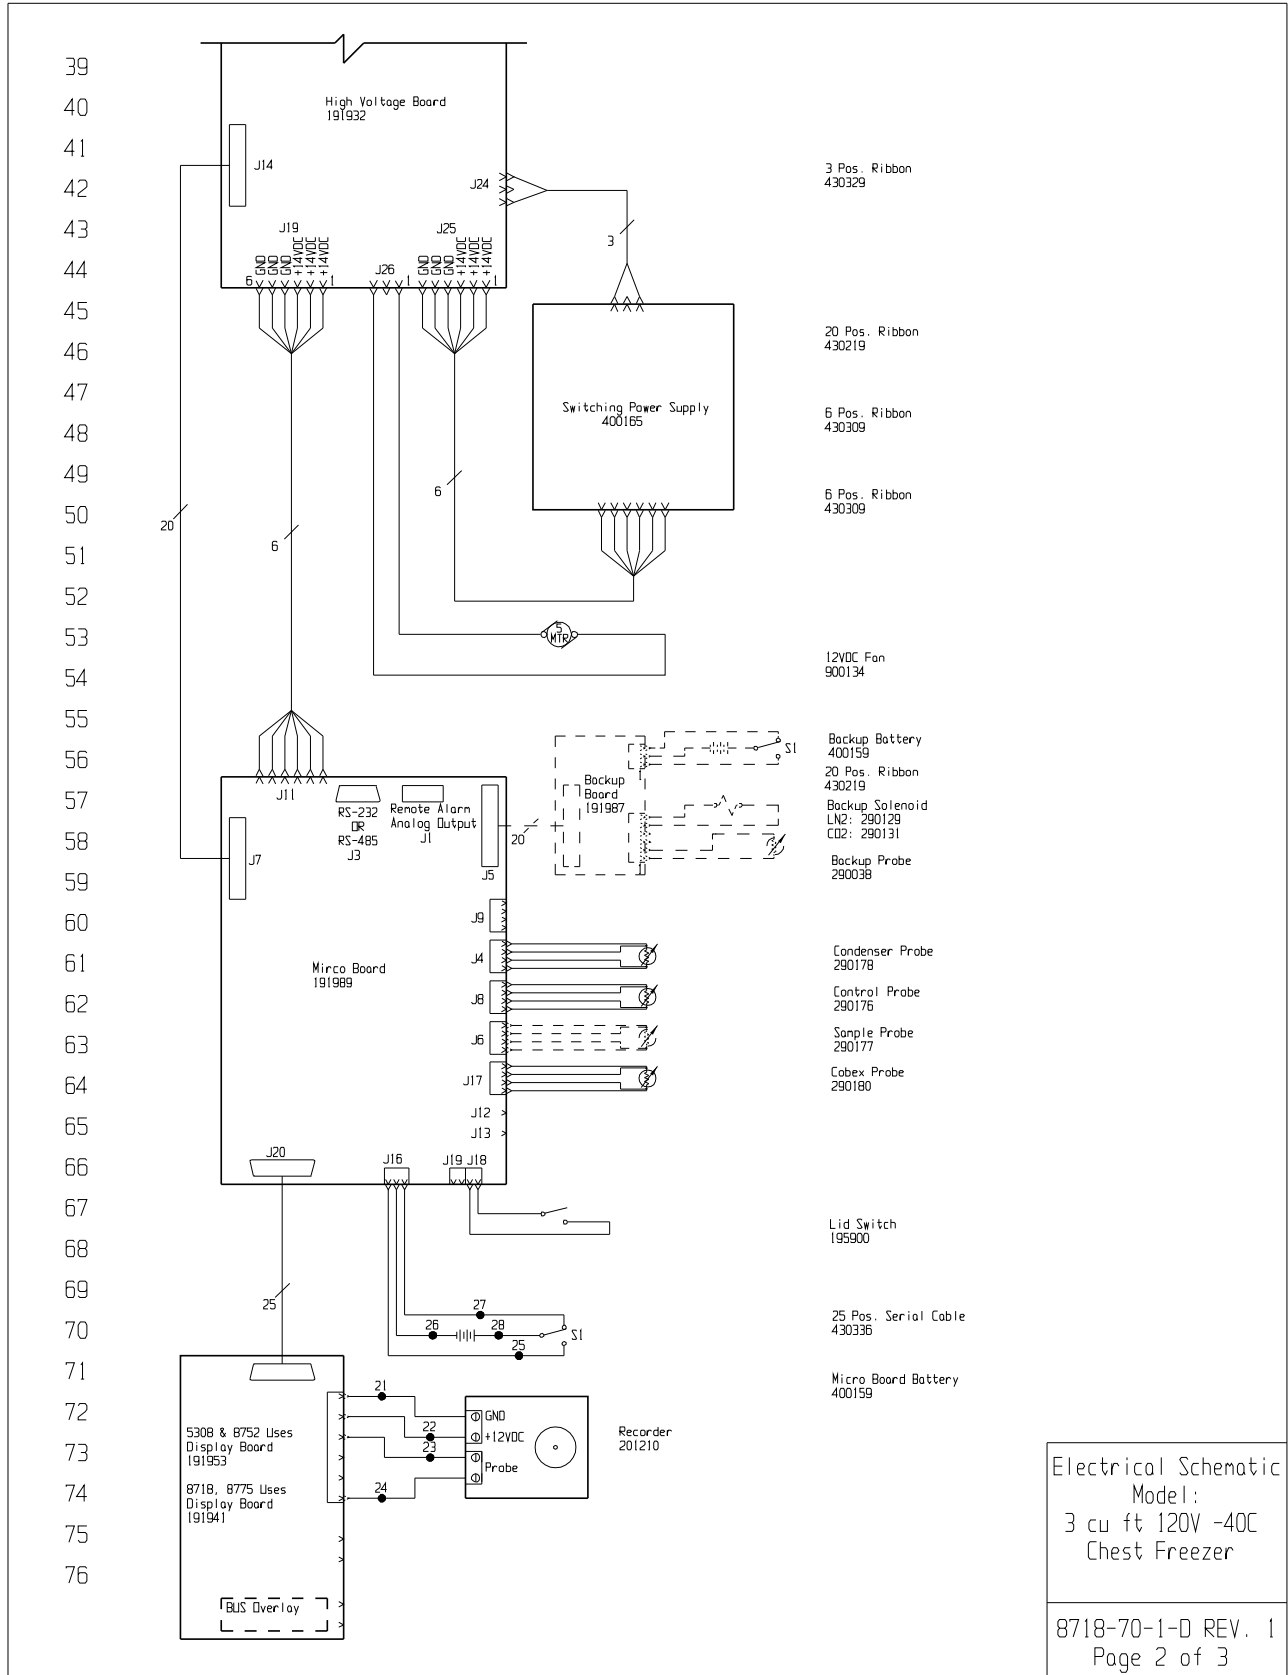 39
40
41
42
43
44
45
46
47
48
49
50
51
52
53
54
55
56
57
58
59
60
61
62
63
64
65
66
67
68
69
70
71
72
73
74
75
76
High Voltage Board
191932
J14
J24
J19
GND
GND
GND
+14VDC
+14VDC
+14VDC
6
1
J26
1
J25
GND
GND
GND
+14VDC
+14VDC
+14VDC
1
3
Switching Power Supply
400165
20
6
6
5
MTR
J11
RS-232
OR
RS-485
J3
Remote Alarm
Analog Output
J1
J7
J5
20
Backup
Board
191987
1
1
S1
J9
J4
J8
J6
J17
J12
J13
Mirco Board
191989
J20
J16
J19 J18
25
27
26
28
25
S1
21
22
23
24
GND
+12VDC
Probe
Recorder
201210
5308 & 8752 Uses
Display Board
191953
8718, 8775 Uses
Display Board
191941
BUS Overlay
3 Pos. Ribbon
430329
20 Pos. Ribbon
430219
6 Pos. Ribbon
430309
6 Pos. Ribbon
430309
12VDC Fan
900134
Backup Battery
400159
20 Pos. Ribbon
430219
Backup Solenoid
LN2: 290129
CO2: 290131
Backup Probe
290038
Condenser Probe
290178
Control Probe
290176
Sample Probe
290177
Cobex Probe
290180
Lid Switch
195900
25 Pos. Serial Cable
430336
Micro Board Battery
400159
Electrical Schematic
Model:
3 cu ft 120V -40C
Chest Freezer
8718-70-1-D REV. 1
Page 2 of 3